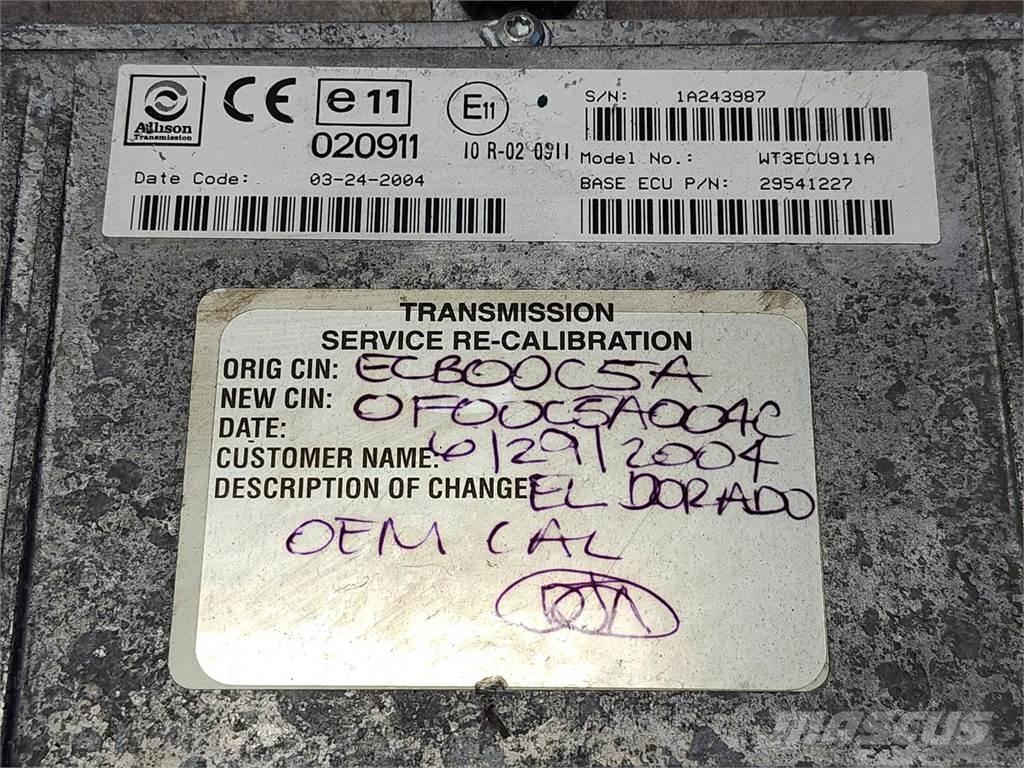 Allison
Transmission
CE
e 11
020911
E11
10 R-02 0911
S/N: 1A243987
Model No.: WT3ECU911A
Date Code: 03-24-2004
BASE ECU P/N: 29541227
TRANSMISSION
SERVICE RE-CALIBRATION
ORIG CIN: ECB00C5A
NEW CIN: 0F00C5A004C
DATE: 6/29/2004
CUSTOMER NAME: EL DORADO
DESCRIPTION OF CHANGE
OEM CAL
MASCUS